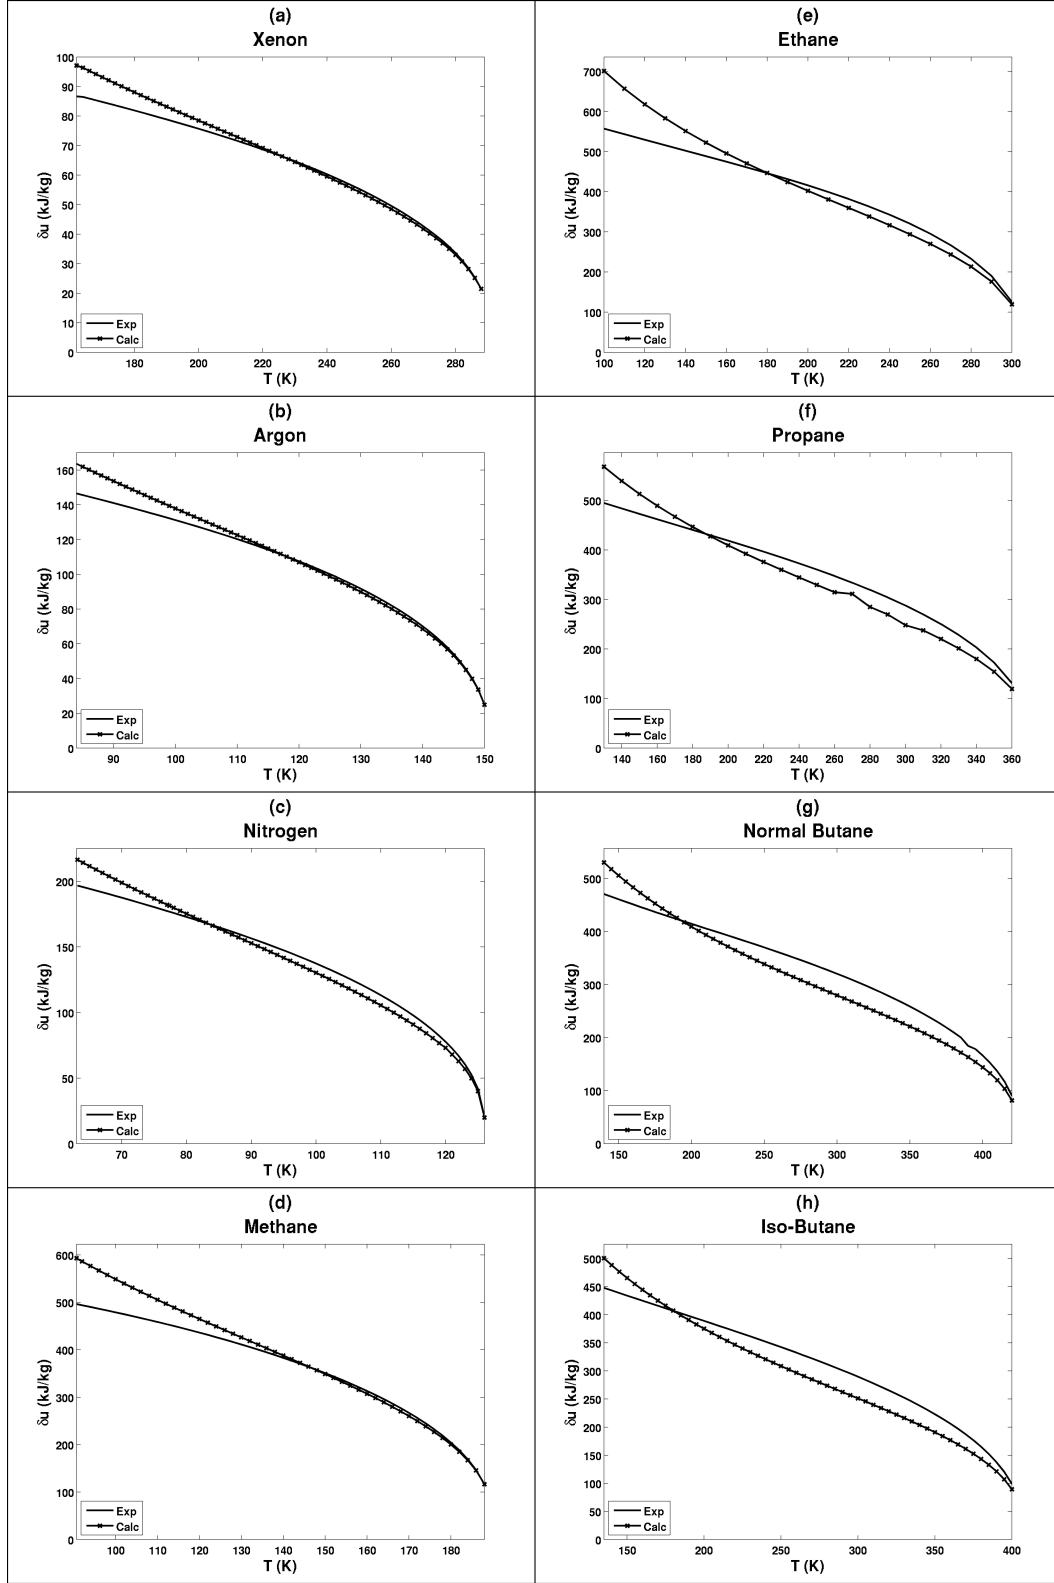 (a)
Xenon
100
90
80
70
60
50
40
30
20
10
0
δu (kJ/kg)
Exp
Calc
180 200 220 240 260 280
T (K)
(e)
Ethane
700
600
500
400
300
200
100
0
δu (kJ/kg)
Exp
Calc
100 120 140 160 180 200 220 240 260 280 300
T (K)
(b)
Argon
160
140
120
100
80
60
40
20
0
δu (kJ/kg)
Exp
Calc
90 100 110 120 130 140 150
T (K)
(f)
Propane
500
400
300
200
100
0
δu (kJ/kg)
Exp
Calc
140 160 180 200 220 240 260 280 300 320 340 360
T (K)
(c)
Nitrogen
200
150
100
50
0
δu (kJ/kg)
Exp
Calc
70 80 90 100 110 120
T (K)
(g)
Normal Butane
500
400
300
200
100
0
δu (kJ/kg)
Exp
Calc
150 200 250 300 350 400
T (K)
(d)
Methane
600
500
400
300
200
100
0
δu (kJ/kg)
Exp
Calc
100 110 120 130 140 150 160 170 180
T (K)
(h)
Iso-Butane
500
450
400
350
300
250
200
150
100
50
0
δu (kJ/kg)
Exp
Calc
150 200 250 300 350 400
T (K)